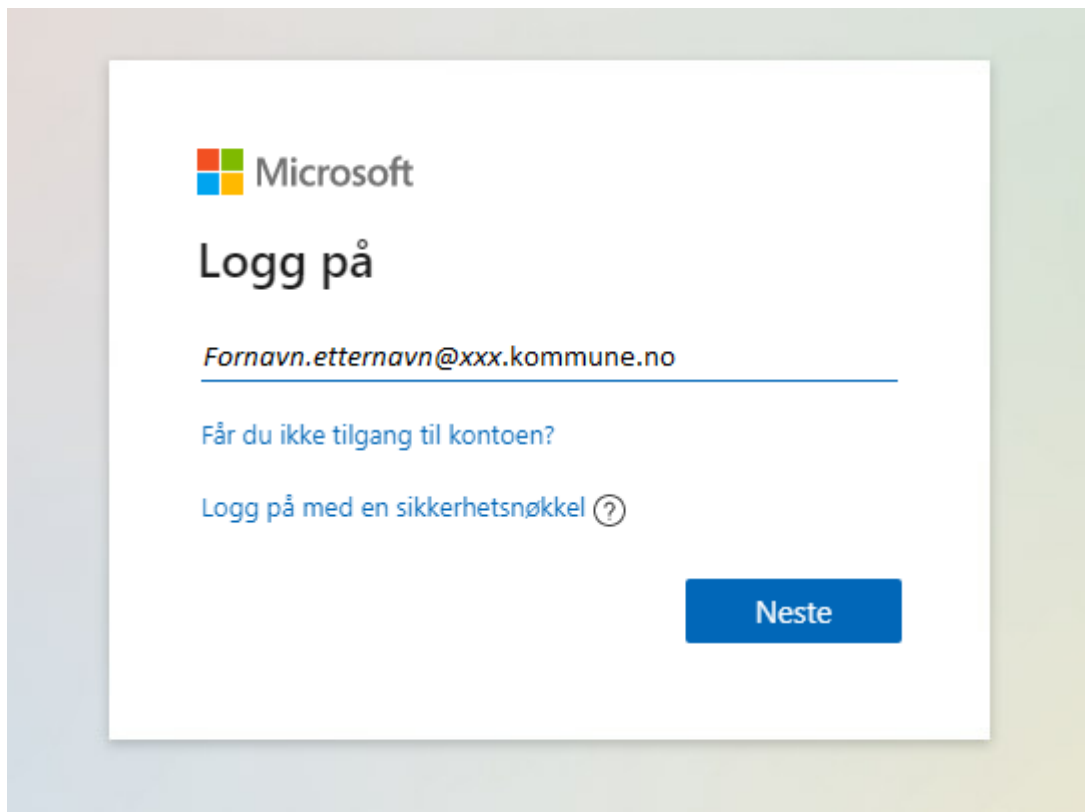 Microsoft
Logg på
Fornavn.etternavn@xxx.kommune.no
Får du ikke tilgang til kontoen?
Logg på med en sikkerhetsnøkkel ?
Neste